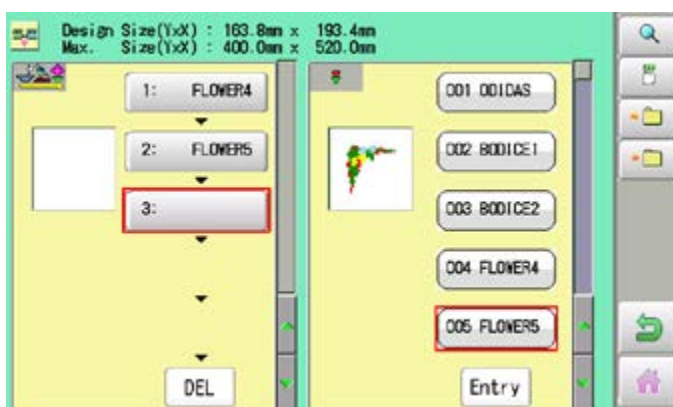 Design Size(YxX) : 163.8mm x 193.4mm
Max. Size(YxX) : 400.0mm x 520.0mm
1: FLOWER4
2: FLOWER5
3:
DEL
001 ODIDAS
002 BODICE1
003 BODICE2
004 FLOWER4
005 FLOWER5
Entry